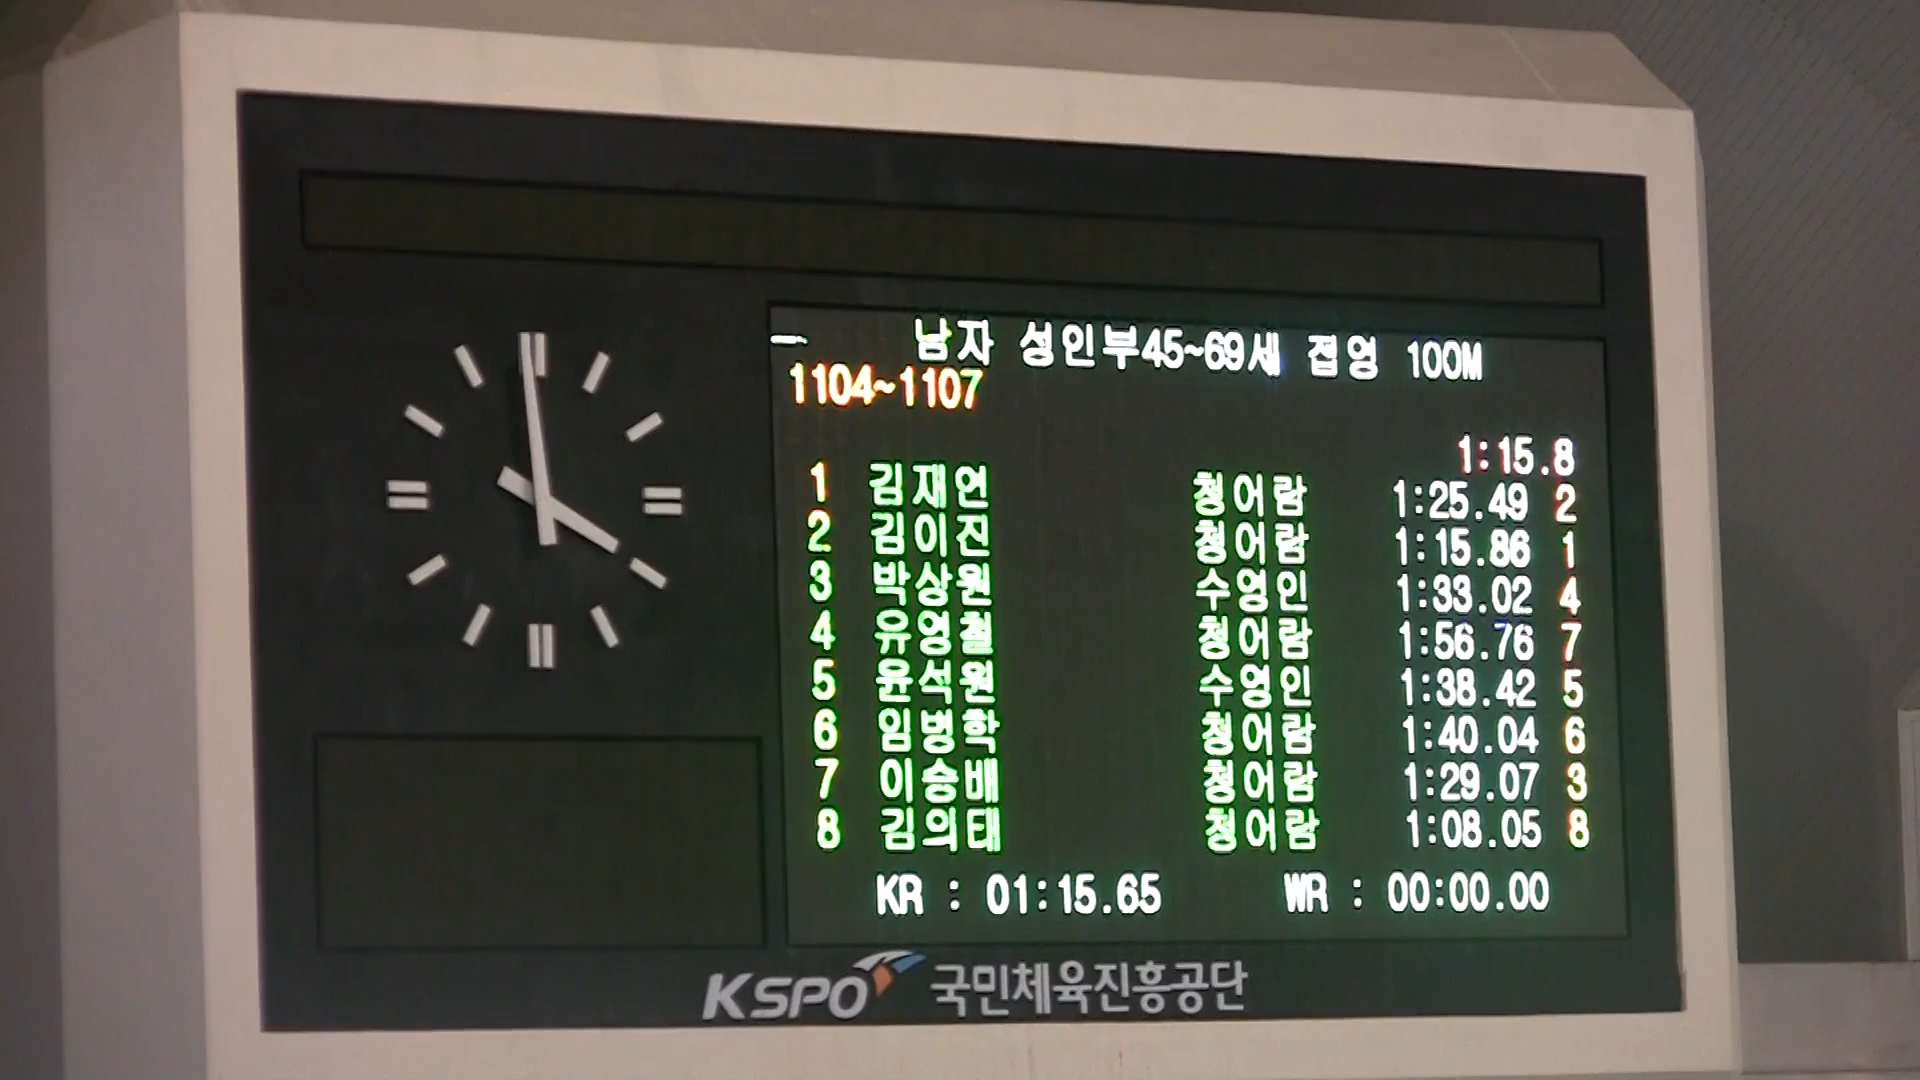 남자 성인부45~69세 접영 100M
1104~1107
1:15.8
1 김재언 청어람 1:25.49 2
2 김이진 청어람 1:15.86 1
3 박상원 수영인 1:33.02 4
4 유영철 청어람 1:56.76 7
5 윤석원 수영인 1:38.42 5
6 임병학 청어람 1:40.04 6
7 이승배 청어람 1:29.07 3
8 김의태 청어람 1:08.05 8
KR : 01:15.65 WR : 00:00.00
KSPO 국민체육진흥공단